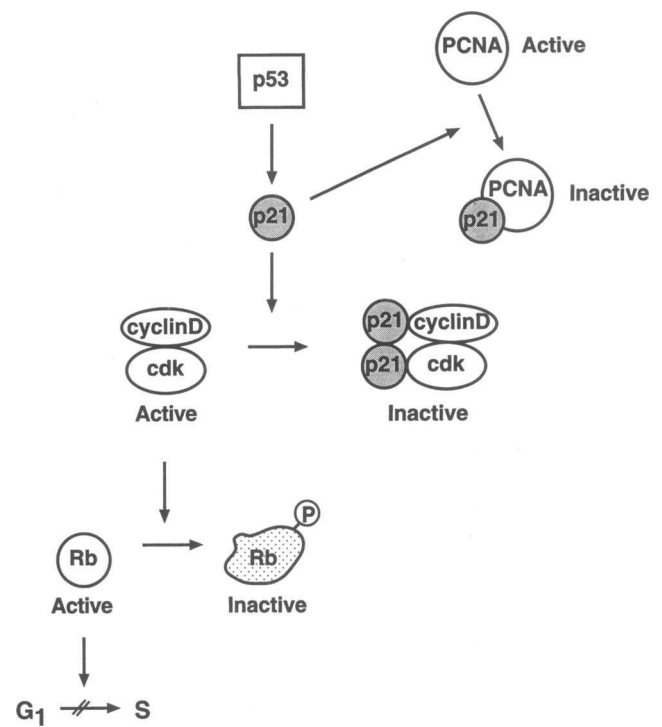 PCNA Active
p53
PCNA Inactive
p21
p21
p21 cyclinD
cyclinD
p21 cdk
cdk
Active Inactive
P
Rb Rb
Active Inactive
G1 S